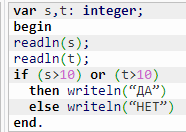 var s,t: integer;
begin
readln(s);
readln(t);
if (s>10) or (t>10)
then writeln(“ДА”)
else writeln(“НЕТ”)
end.